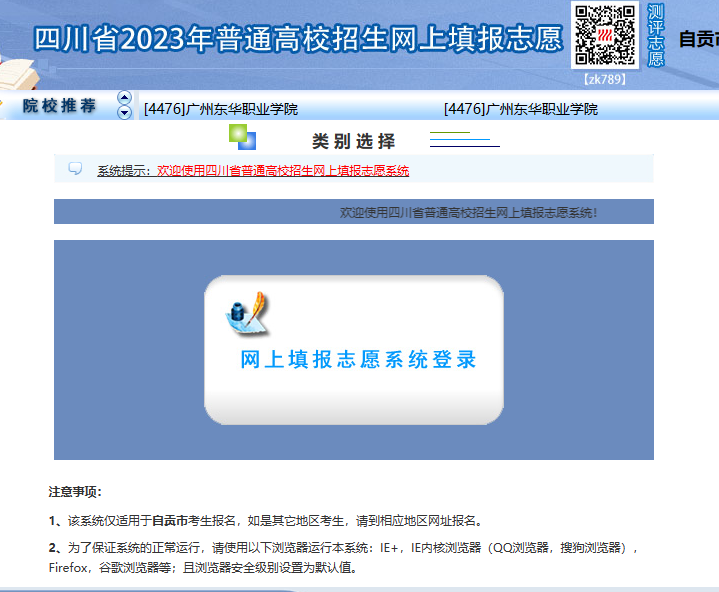 四川省2023年普通高校招生网上填报志愿
测评志愿
自贡市
【zk789】
院校推荐
[4476]广州东华职业学院
[4476]广州东华职业学院
类别选择
系统提示：欢迎使用四川省普通高校招生网上填报志愿系统
欢迎使用四川省普通高校招生网上填报志愿系统！
网上填报志愿系统登录
注意事项：
1、该系统仅适用于自贡市考生报名，如是其它地区考生，请到相应地区网址报名。
2、为了保证系统的正常运行，请使用以下浏览器运行本系统：IE+，IE内核浏览器（QQ浏览器，搜狗浏览器），
Firefox，谷歌浏览器等；且浏览器安全级别设置为默认值。